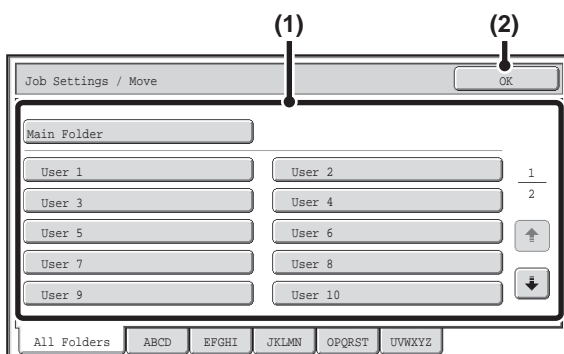 (1) (2)
Job Settings / Move OK
Main Folder
User 1 User 2
1
User 3 User 4
2
User 5 User 6
User 7 User 8
User 9 User 10
All Folders ABCD EFGHI JKLMN OPQRST UVWXYZ